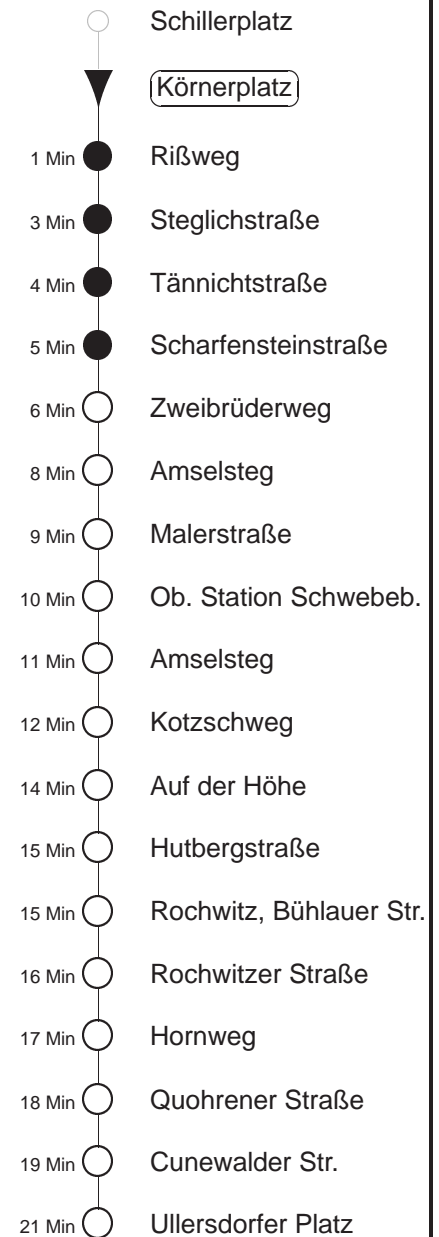 Schillerplatz
Körnerplatz
1 Min Rißweg
3 Min Steglichstraße
4 Min Tännichtstraße
5 Min Scharfensteinstraße
6 Min Zweibrüderweg
8 Min Amselsteg
9 Min Malerstraße
10 Min Ob. Station Schwebeb.
11 Min Amselsteg
12 Min Kotzschweg
14 Min Auf der Höhe
15 Min Hutbergstraße
15 Min Rochwitz, Bühlauer Str.
16 Min Rochwitzer Straße
17 Min Hornweg
18 Min Quohrener Straße
19 Min Cunewalder Str.
21 Min Ullersdorfer Platz